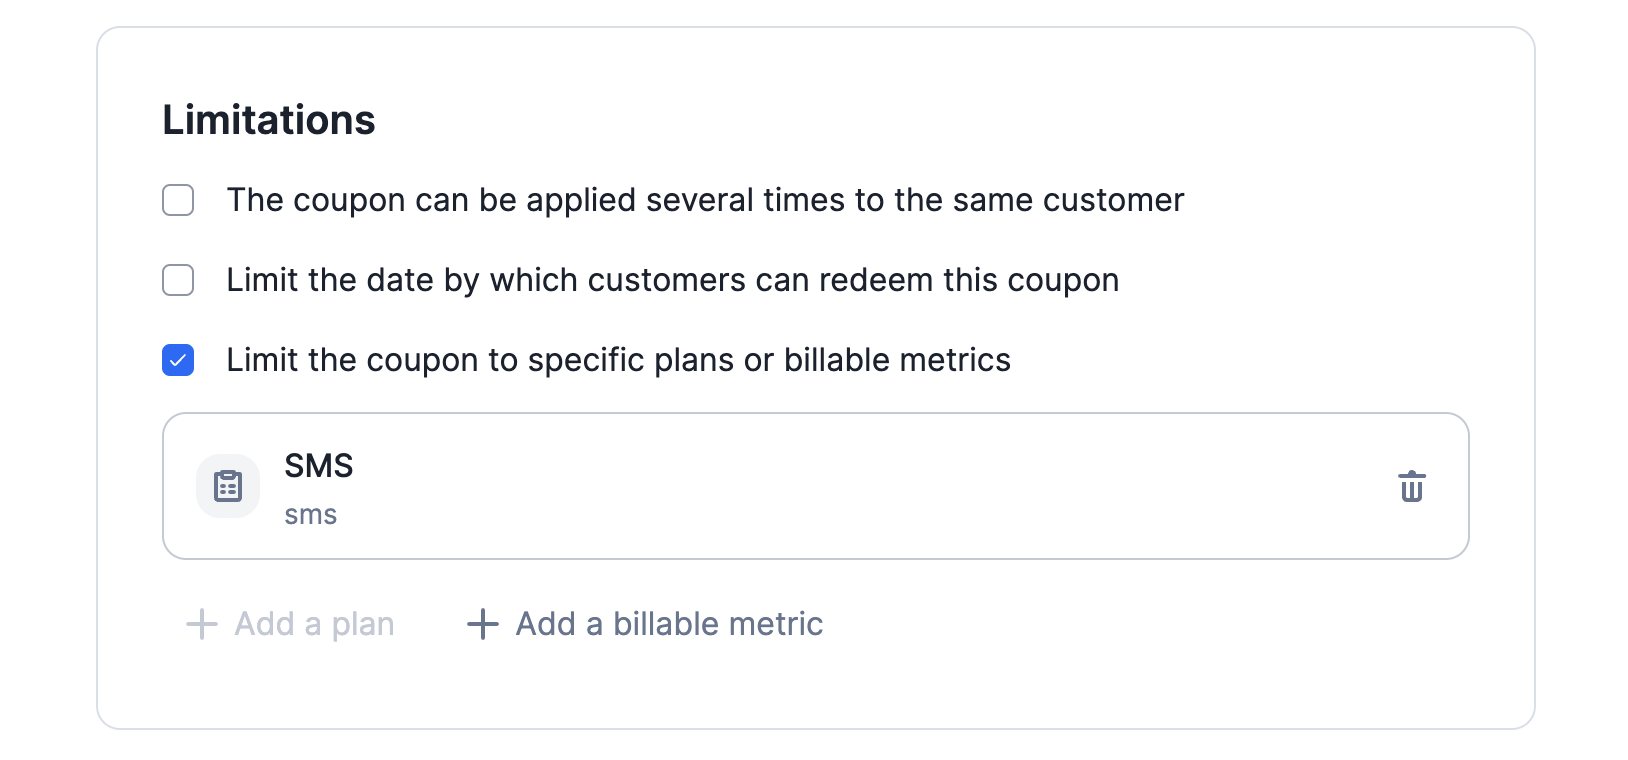 Limitations
The coupon can be applied several times to the same customer
Limit the date by which customers can redeem this coupon
Limit the coupon to specific plans or billable metrics
SMS
sms
Add a plan
Add a billable metric